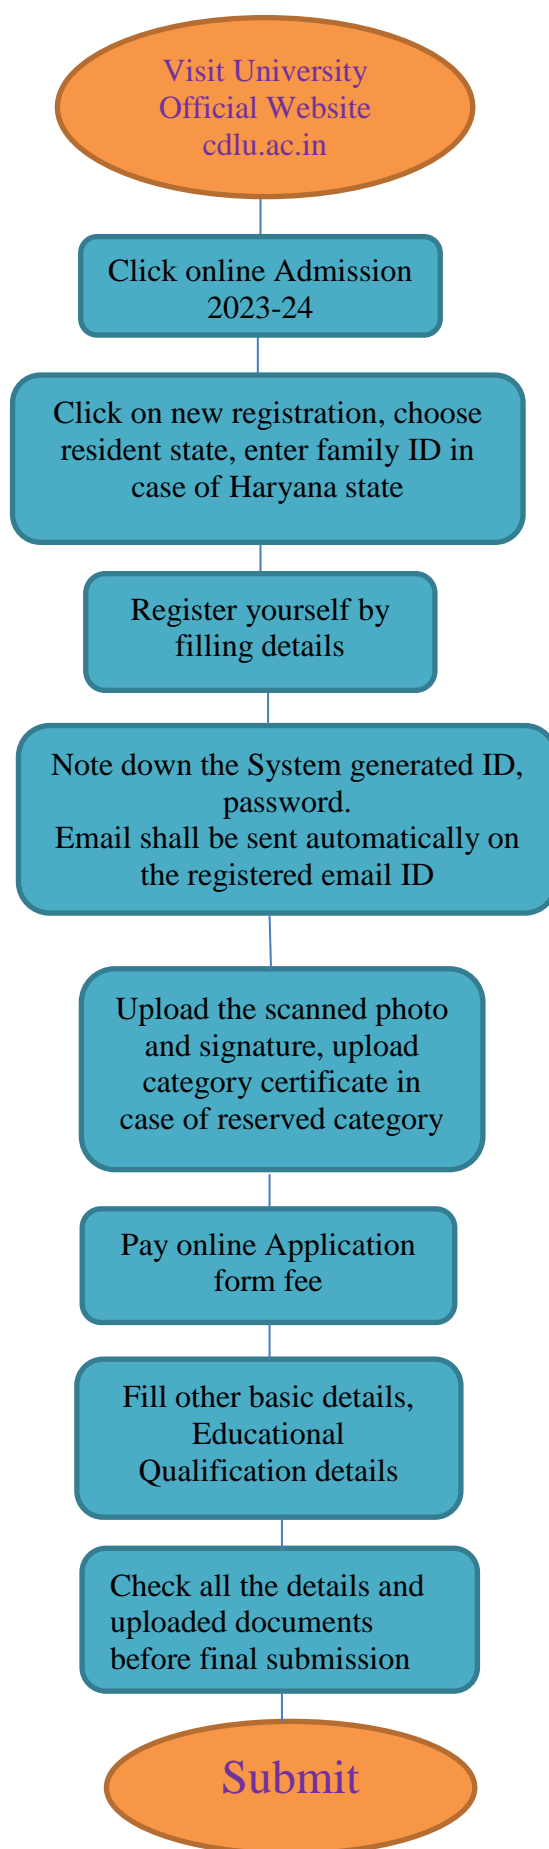 Visit University
Official Website
cdlu.ac.in
Click online Admission
2023-24
Click on new registration, choose
resident state, enter family ID in
case of Haryana state
Register yourself by
filling details
Note down the System generated ID,
password.
Email shall be sent automatically on
the registered email ID
Upload the scanned photo
and signature, upload
category certificate in
case of reserved category
Pay online Application
form fee
Fill other basic details,
Educational
Qualification details
Check all the details and
uploaded documents
before final submission
Submit